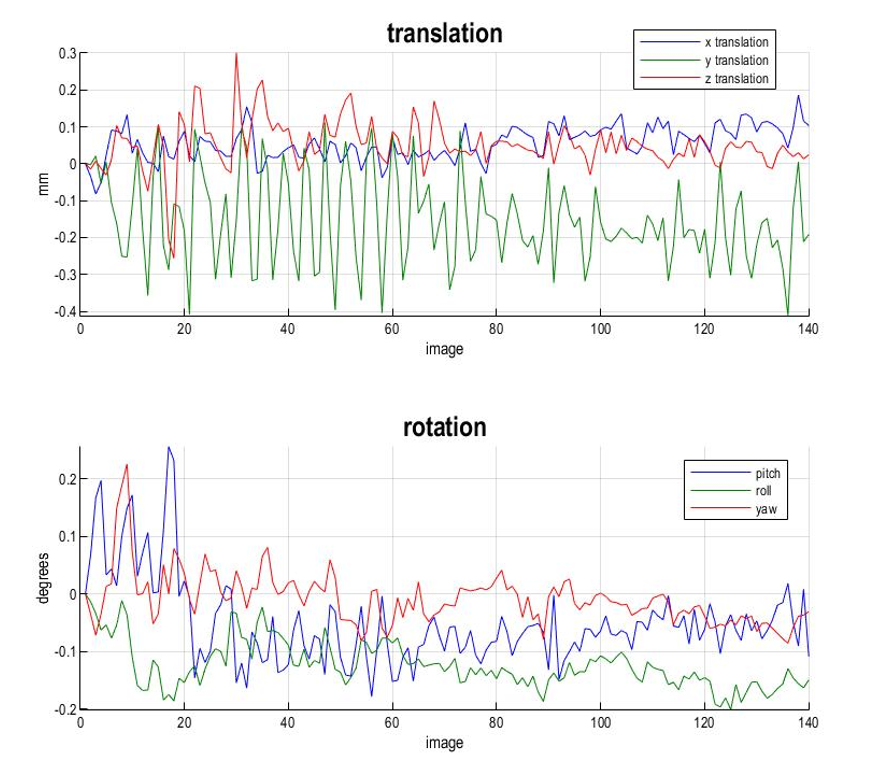 translation
x translation
y translation
z translation
0.3
0.2
0.1
0
-0.1
-0.2
-0.3
-0.4
mm
0 20 40 60 80 100 120 140
image
rotation
pitch
roll
yaw
0.2
0.1
0
-0.1
-0.2
degrees
0 20 40 60 80 100 120 140
image